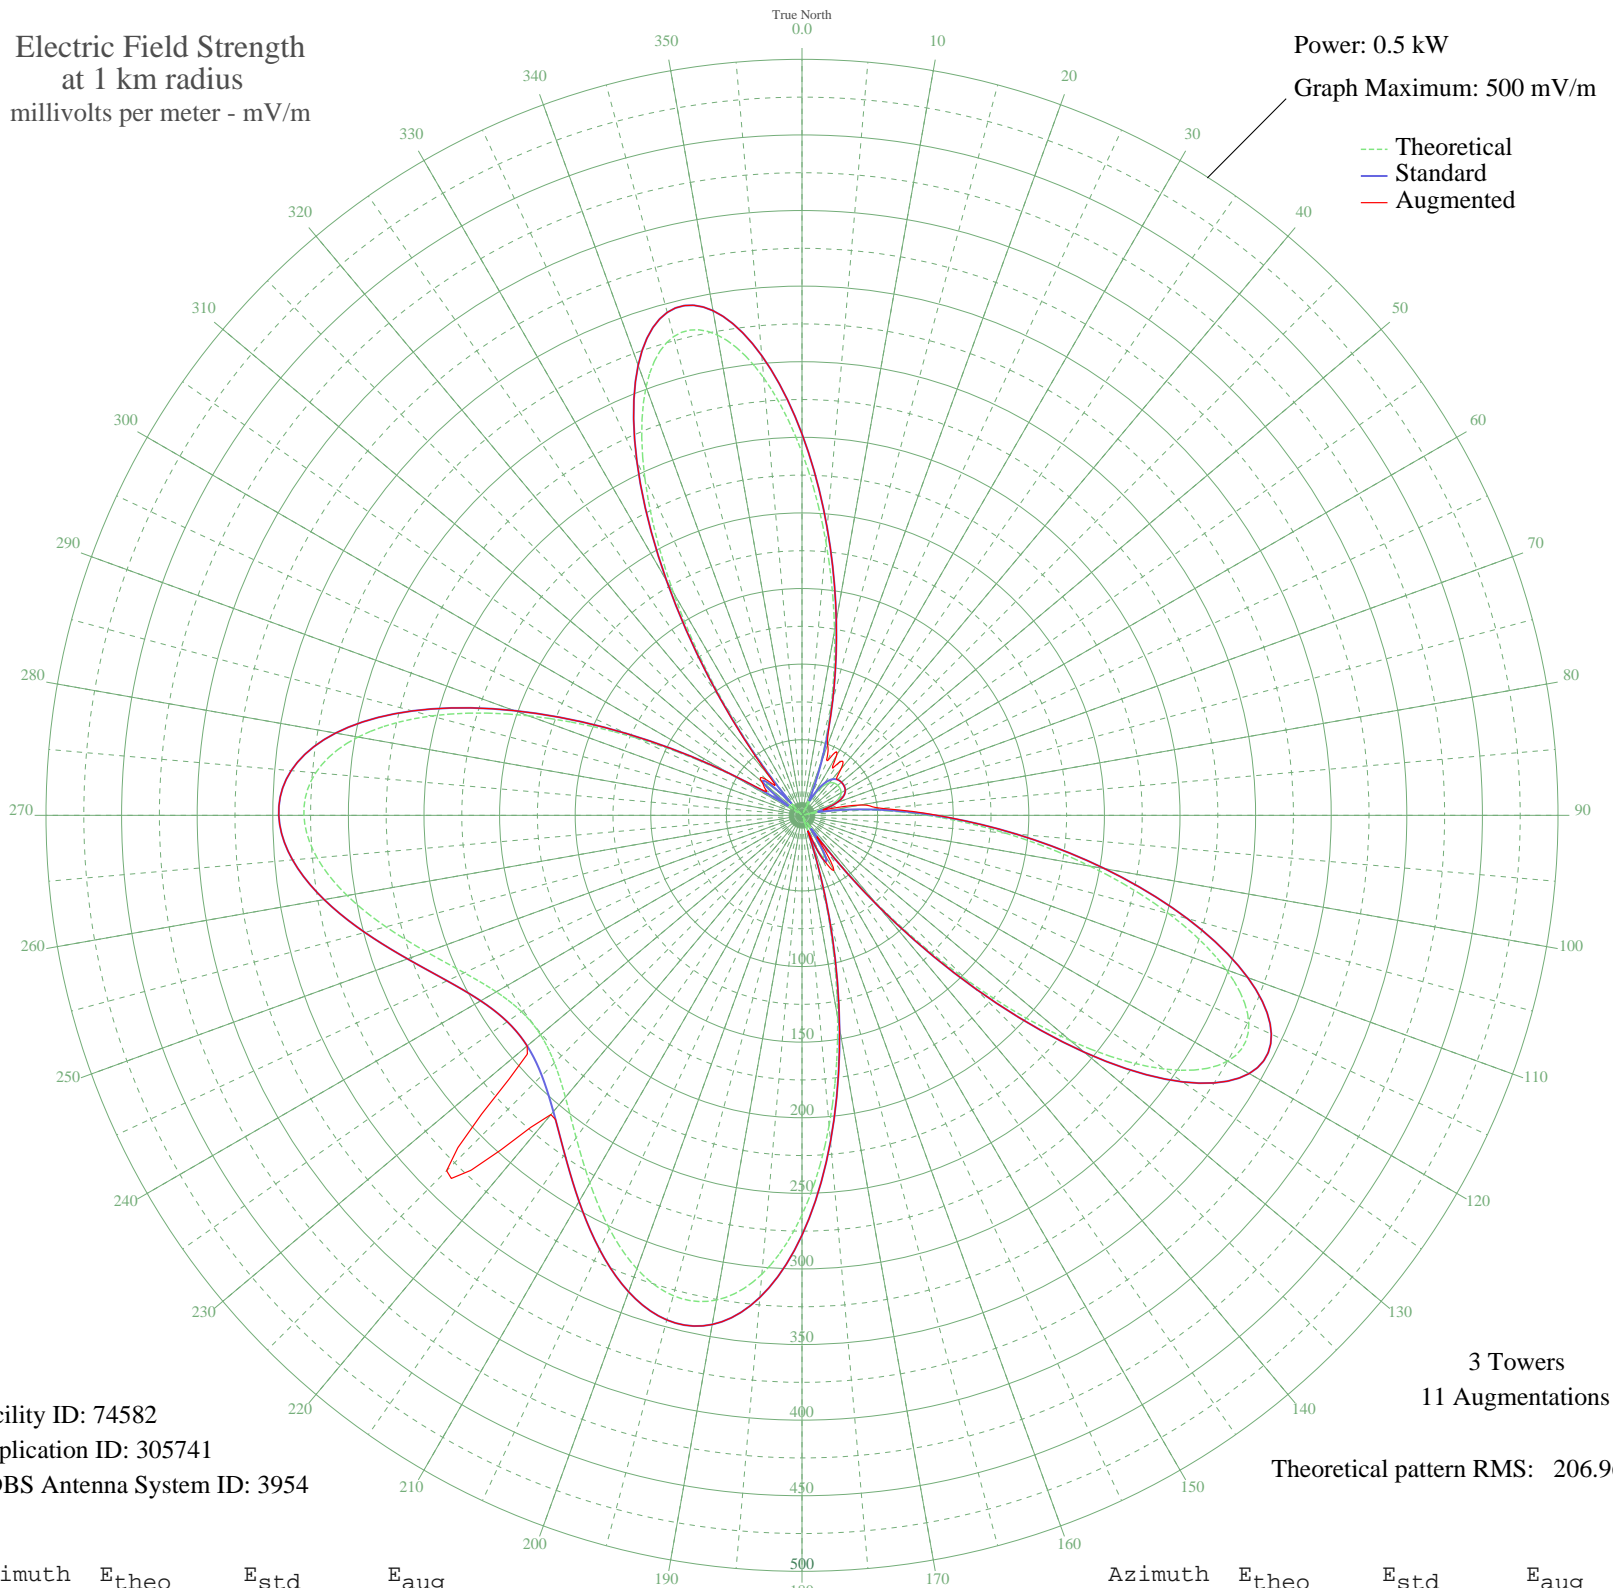 True North
0.0
Electric Field Strength
at 1 km radius
millivolts per meter - mV/m
Power: 0.5 kW
Graph Maximum: 500 mV/m
Theoretical
Standard
Augmented
10
20
30
40
50
60
70
80
90
100
110
120
130
140
150
160
170
190
200
210
220
230
240
250
260
270
280
290
300
310
320
330
340
350
100
150
200
250
300
350
400
450
500
3 Towers
11 Augmentations
Theoretical pattern RMS:
cility ID: 74582
plication ID: 305741
DBS Antenna System ID: 3954
imuth Etheo Estd Eaug
Azimuth Etheo Estd Eaug